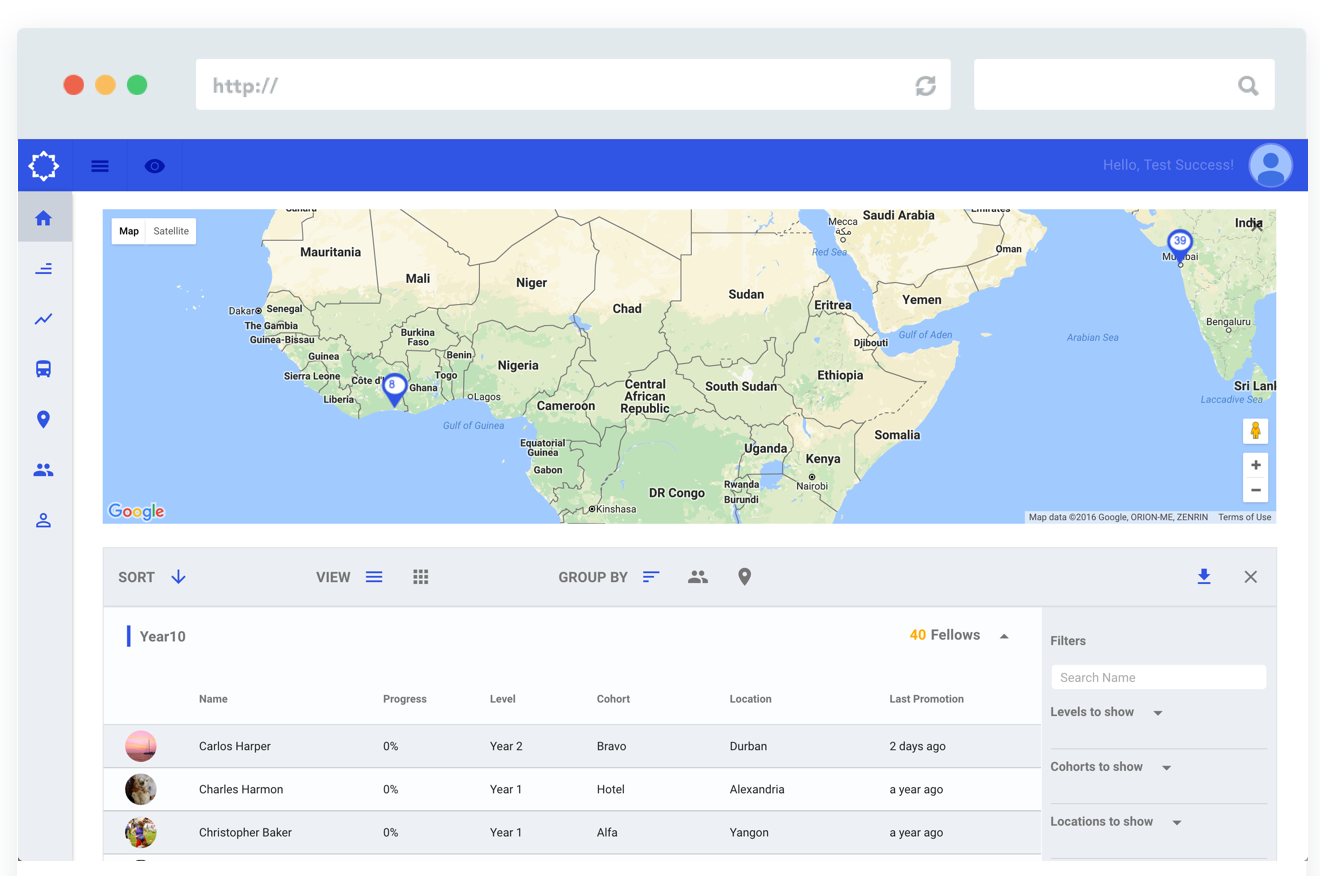 http://
Hello, Test Success!
Map Satellite
Mauritania
Mali
Niger
Chad
Sudan
Eritrea
Saudi Arabia
Mecca
مكة
Red Sea
Oman
Yemen
Gulf of Aden
Djibouti
Arabian Sea
India
39
Bengaluru
Laccadive Sea
Dakar
Senegal
The Gambia
Guinea-Bissau
Guinea
Sierra Leone
Liberia
Burkina
Faso
Benin
Togo
Ghana
8
Nigeria
Lagos
Gulf of Guinea
Cameroon
Central
African
Republic
South Sudan
Ethiopia
Somalia
Equatorial
Guinea
Gabon
Uganda
Kenya
Nairobi
Rwanda
Burundi
DR Congo
Kinshasa
Google
Map data ©2016 Google, ORION-ME, ZENRIN Terms of Use
SORT VIEW GROUP BY
Year10 40 Fellows
Name Progress Level Cohort Location Last Promotion
Carlos Harper 0% Year 2 Bravo Durban 2 days ago
Charles Harmon 0% Year 1 Hotel Alexandria a year ago
Christopher Baker 0% Year 1 Alfa Yangon a year ago
Filters
Search Name
Levels to show
Cohorts to show
Locations to show